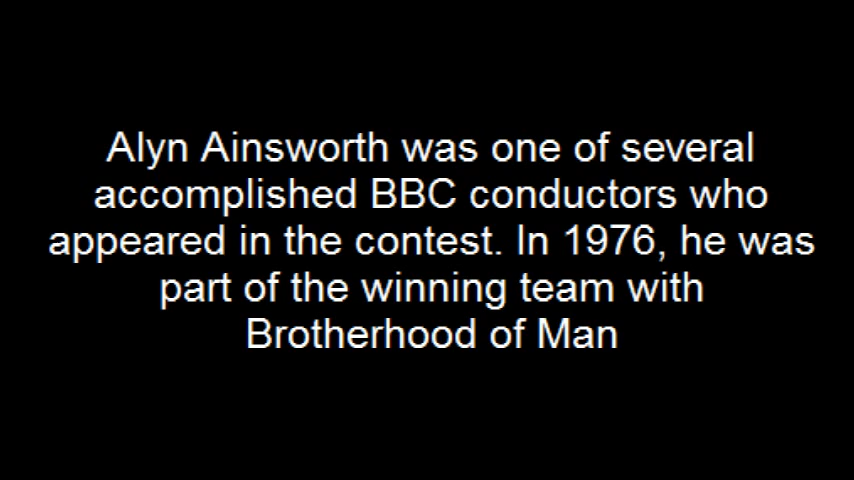 Alyn Ainsworth was one of several
accomplished BBC conductors who
appeared in the contest. In 1976, he was
part of the winning team with
Brotherhood of Man